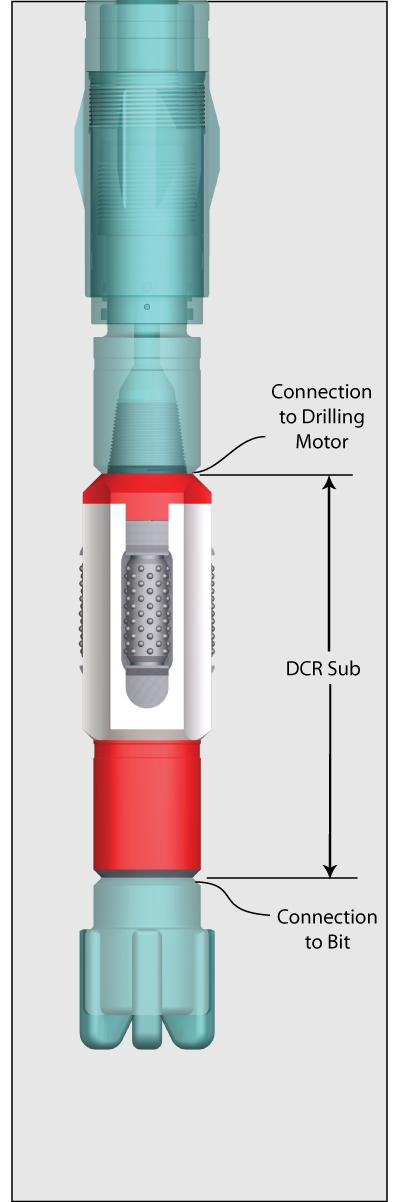 Connection
to Drilling
Motor
DCR Sub
Connection
to Bit